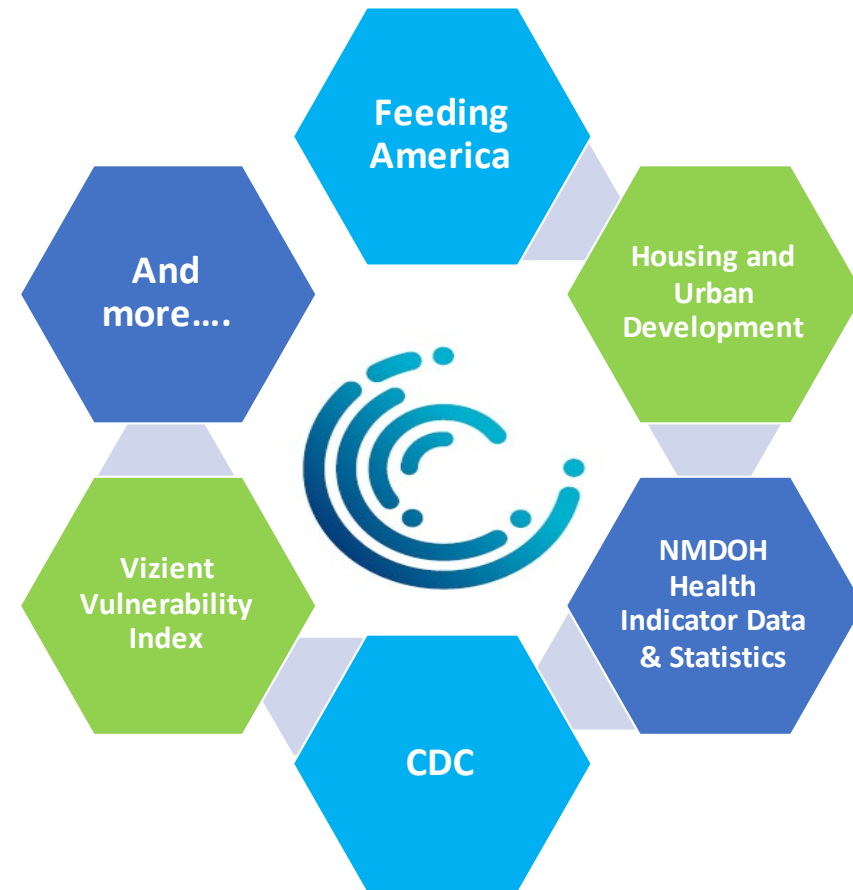 Feeding
America
Housing and
Urban
Development
NMDOH
Health
Indicator Data
& Statistics
CDC
Vizient
Vulnerability
Index
And
more....